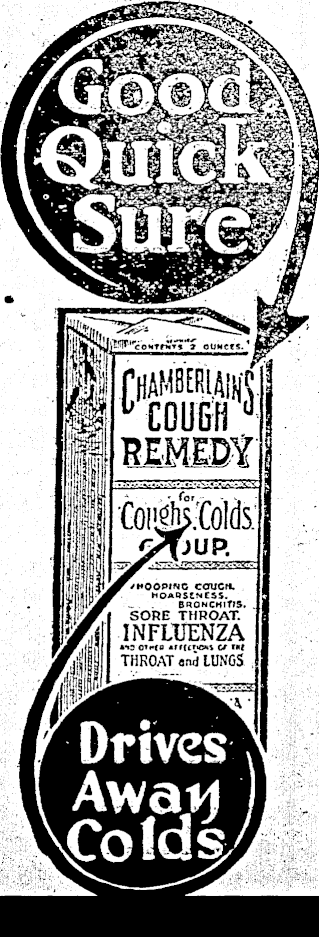 Good
Quick
Sure
CONTENTS 2 OUNCES.
CHAMBERLAIN'S
COUGH
REMEDY
for
Coughs, Colds
WHOOPING COUGH.
HOARSENESS.
BRONCHITIS.
SORE THROAT.
INFLUENZA
AND OTHER AFFECTIONS OF THE
THROAT and LUNGS
Drives
Away
Colds